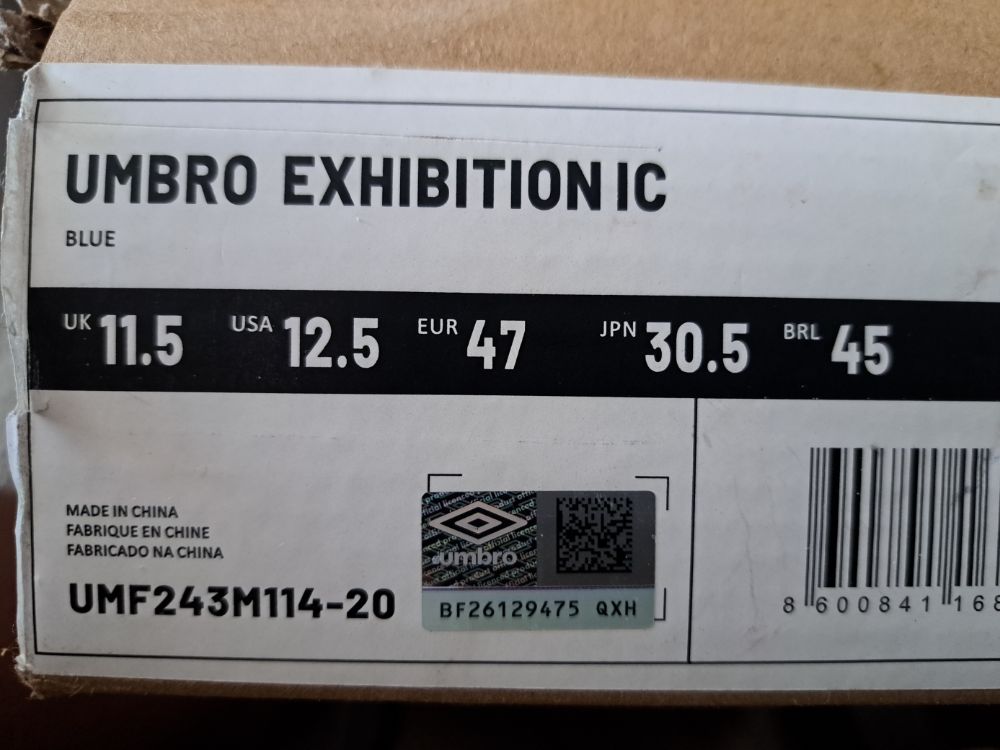 UMBRO EXHIBITION IC
BLUE
UK 11.5 USA 12.5 EUR 47 JPN 30.5 BRL 45
MADE IN CHINA
FABRIQUE EN CHINE
FABRICADO NA CHINA
UMF243M114-20
umbro
BF26129475 QXH
8 600841 168